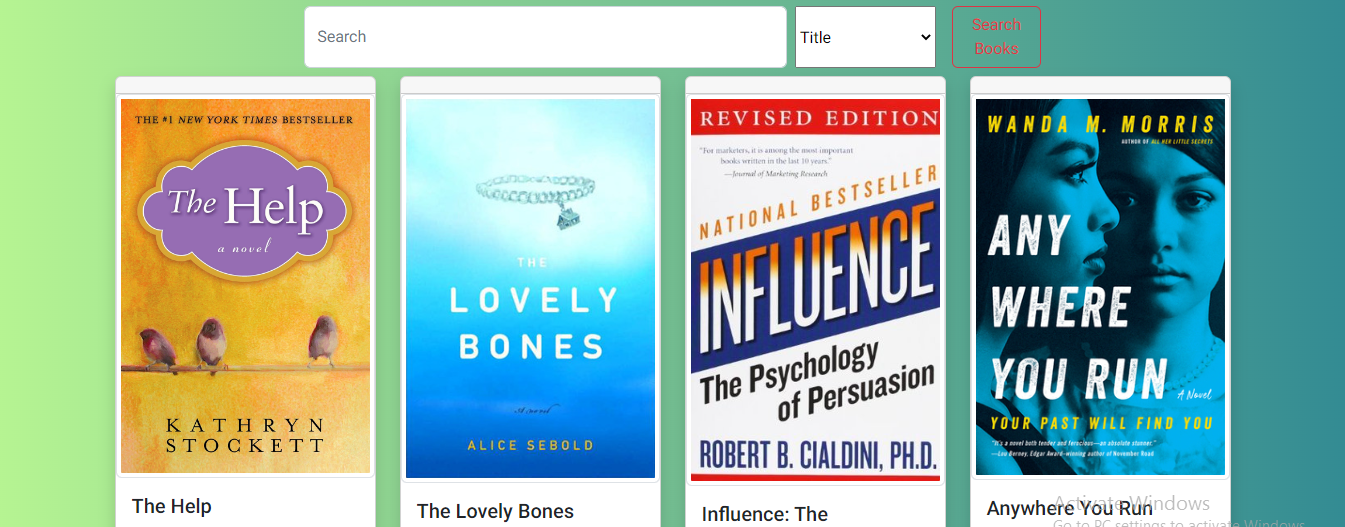 Search
Title
Search
Books
THE #1 NEW YORK TIMES BESTSELLER
The Help
a novel
KATHRYN
STOCKETT
The Help
THE
LOVELY
BONES
A novel
ALICE SEBOLD
The Lovely Bones
REVISED EDITION
"For marketers, it is among the most important
books written in the last 10 years."
—Journal of Marketing Research
NATIONAL BESTSELLER
INFLUENCE
The Psychology
of Persuasion
ROBERT B. CIALDINI, PH.D.
Influence: The
WANDA M. MORRIS
AUTHOR OF ALL HER LITTLE SECRETS
ANY
WHERE
YOU RUN
A Novel
YOUR PAST WILL FIND YOU
"It's a novel both tender and ferocious—an absolute stunner."
—Lou Berney, Edgar Award–winning author of November Road
Anywhere You Run
Activate Windows
Go to PC settings to activate Windows.